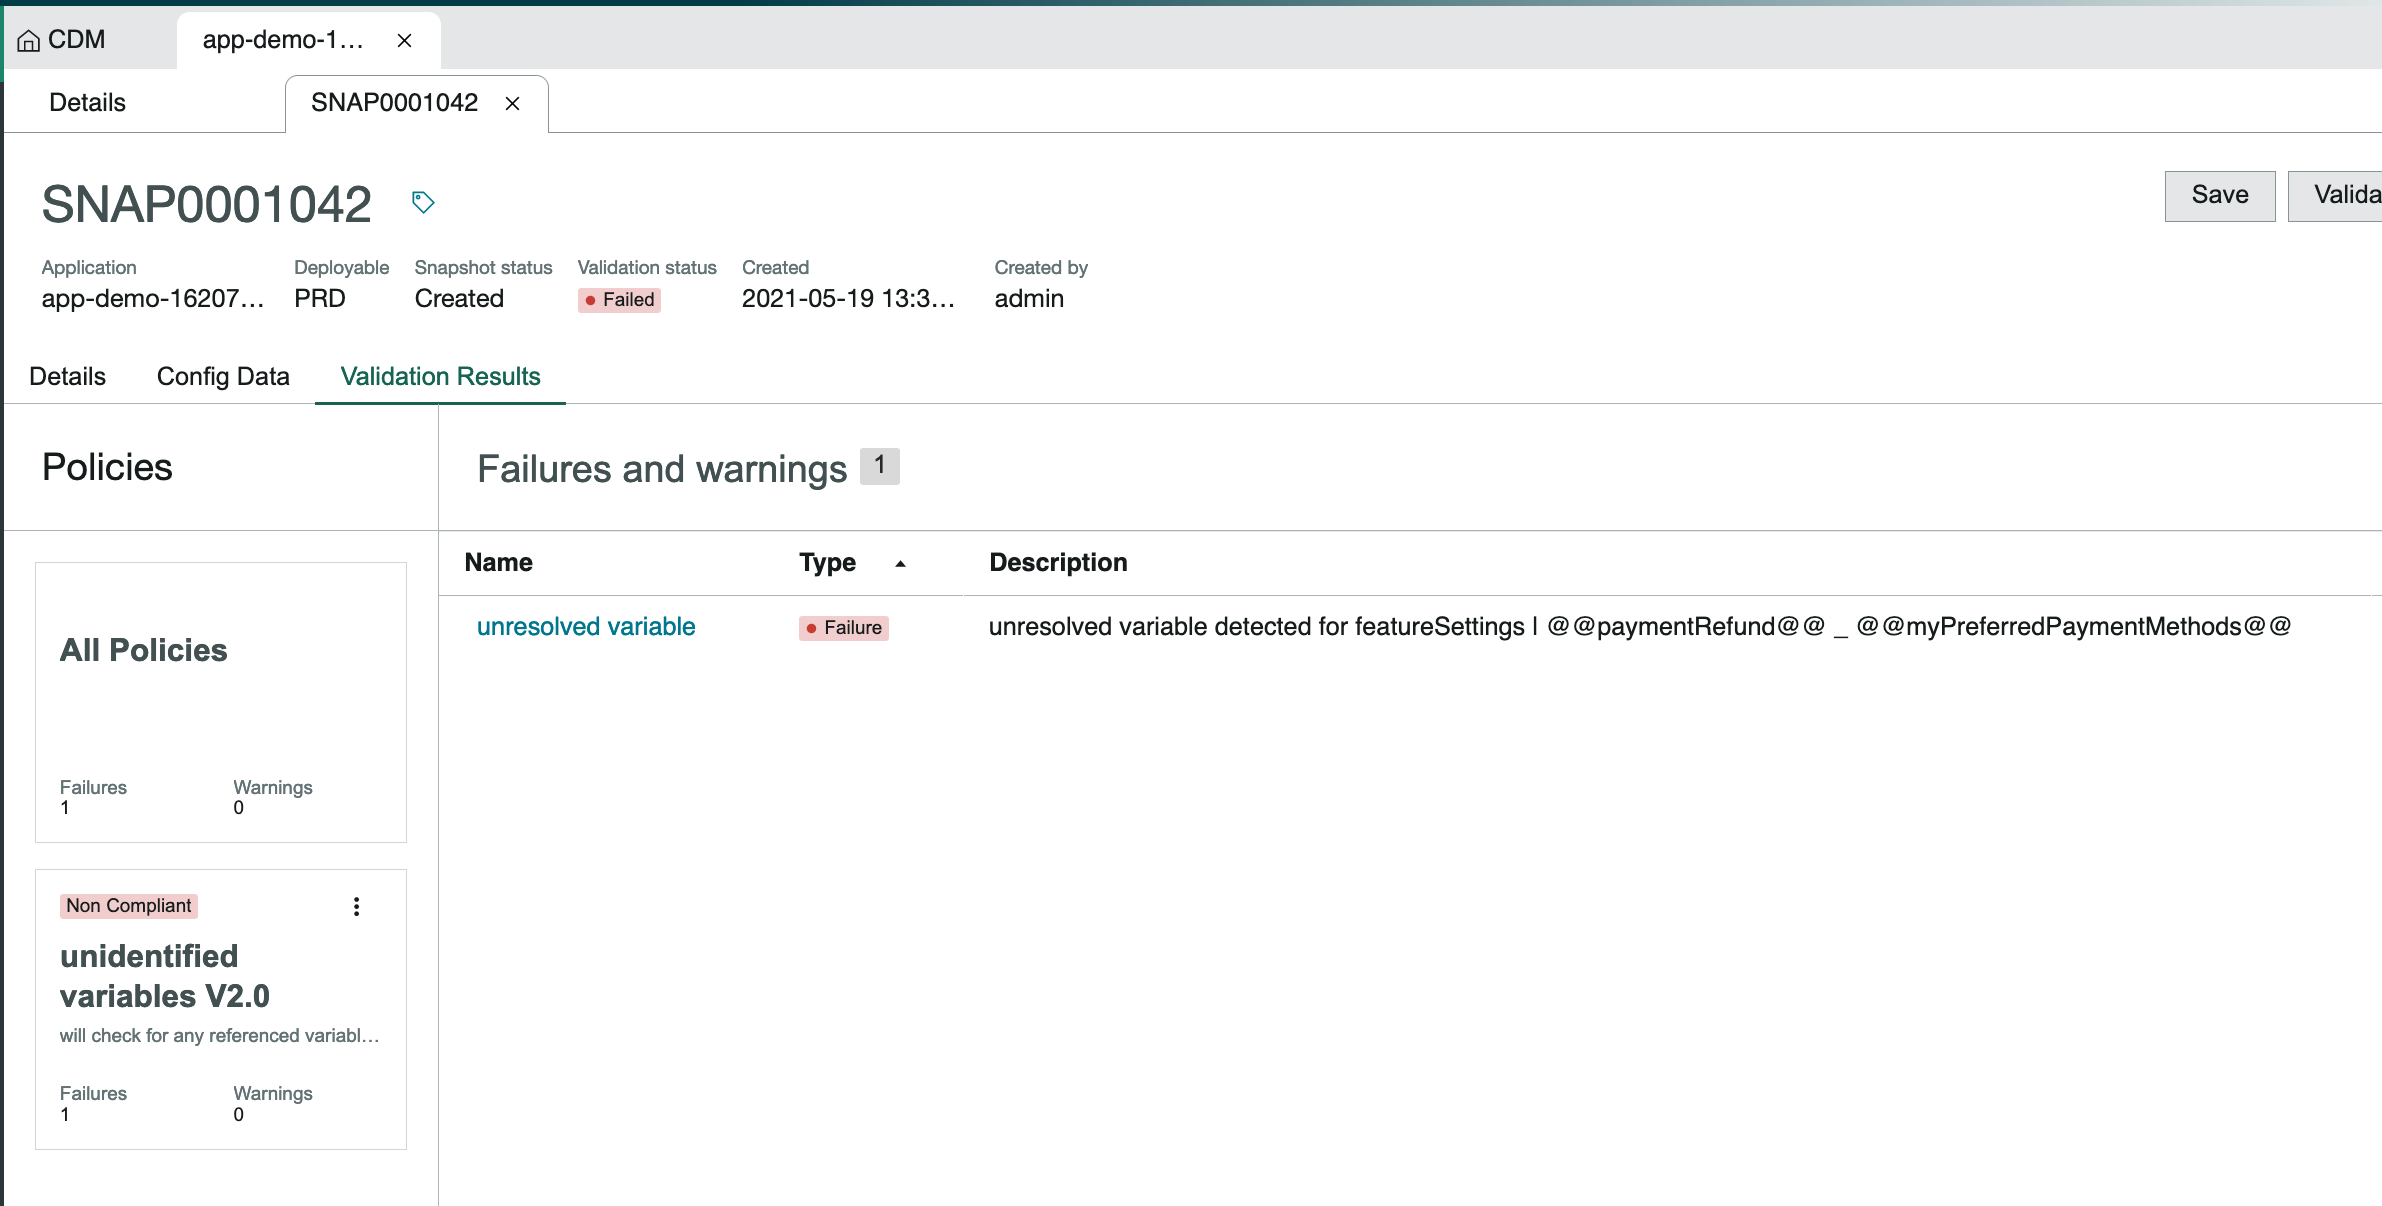 CDM
app-demo-1...
Details
SNAP0001042
SNAP0001042
Save
Valida
Application
Deployable
Snapshot status
Validation status
Created
Created by
app-demo-16207...
PRD
Created
Failed
2021-05-19 13:3...
admin
Details
Config Data
Validation Results
Policies
Failures and warnings 1
Name
Type
Description
unresolved variable
Failure
unresolved variable detected for featureSettings | @@paymentRefund@@ _ @@myPreferredPaymentMethods@@
All Policies
Failures
Warnings
1
0
Non Compliant
unidentified
variables V2.0
will check for any referenced variabl...
Failures
Warnings
1
0